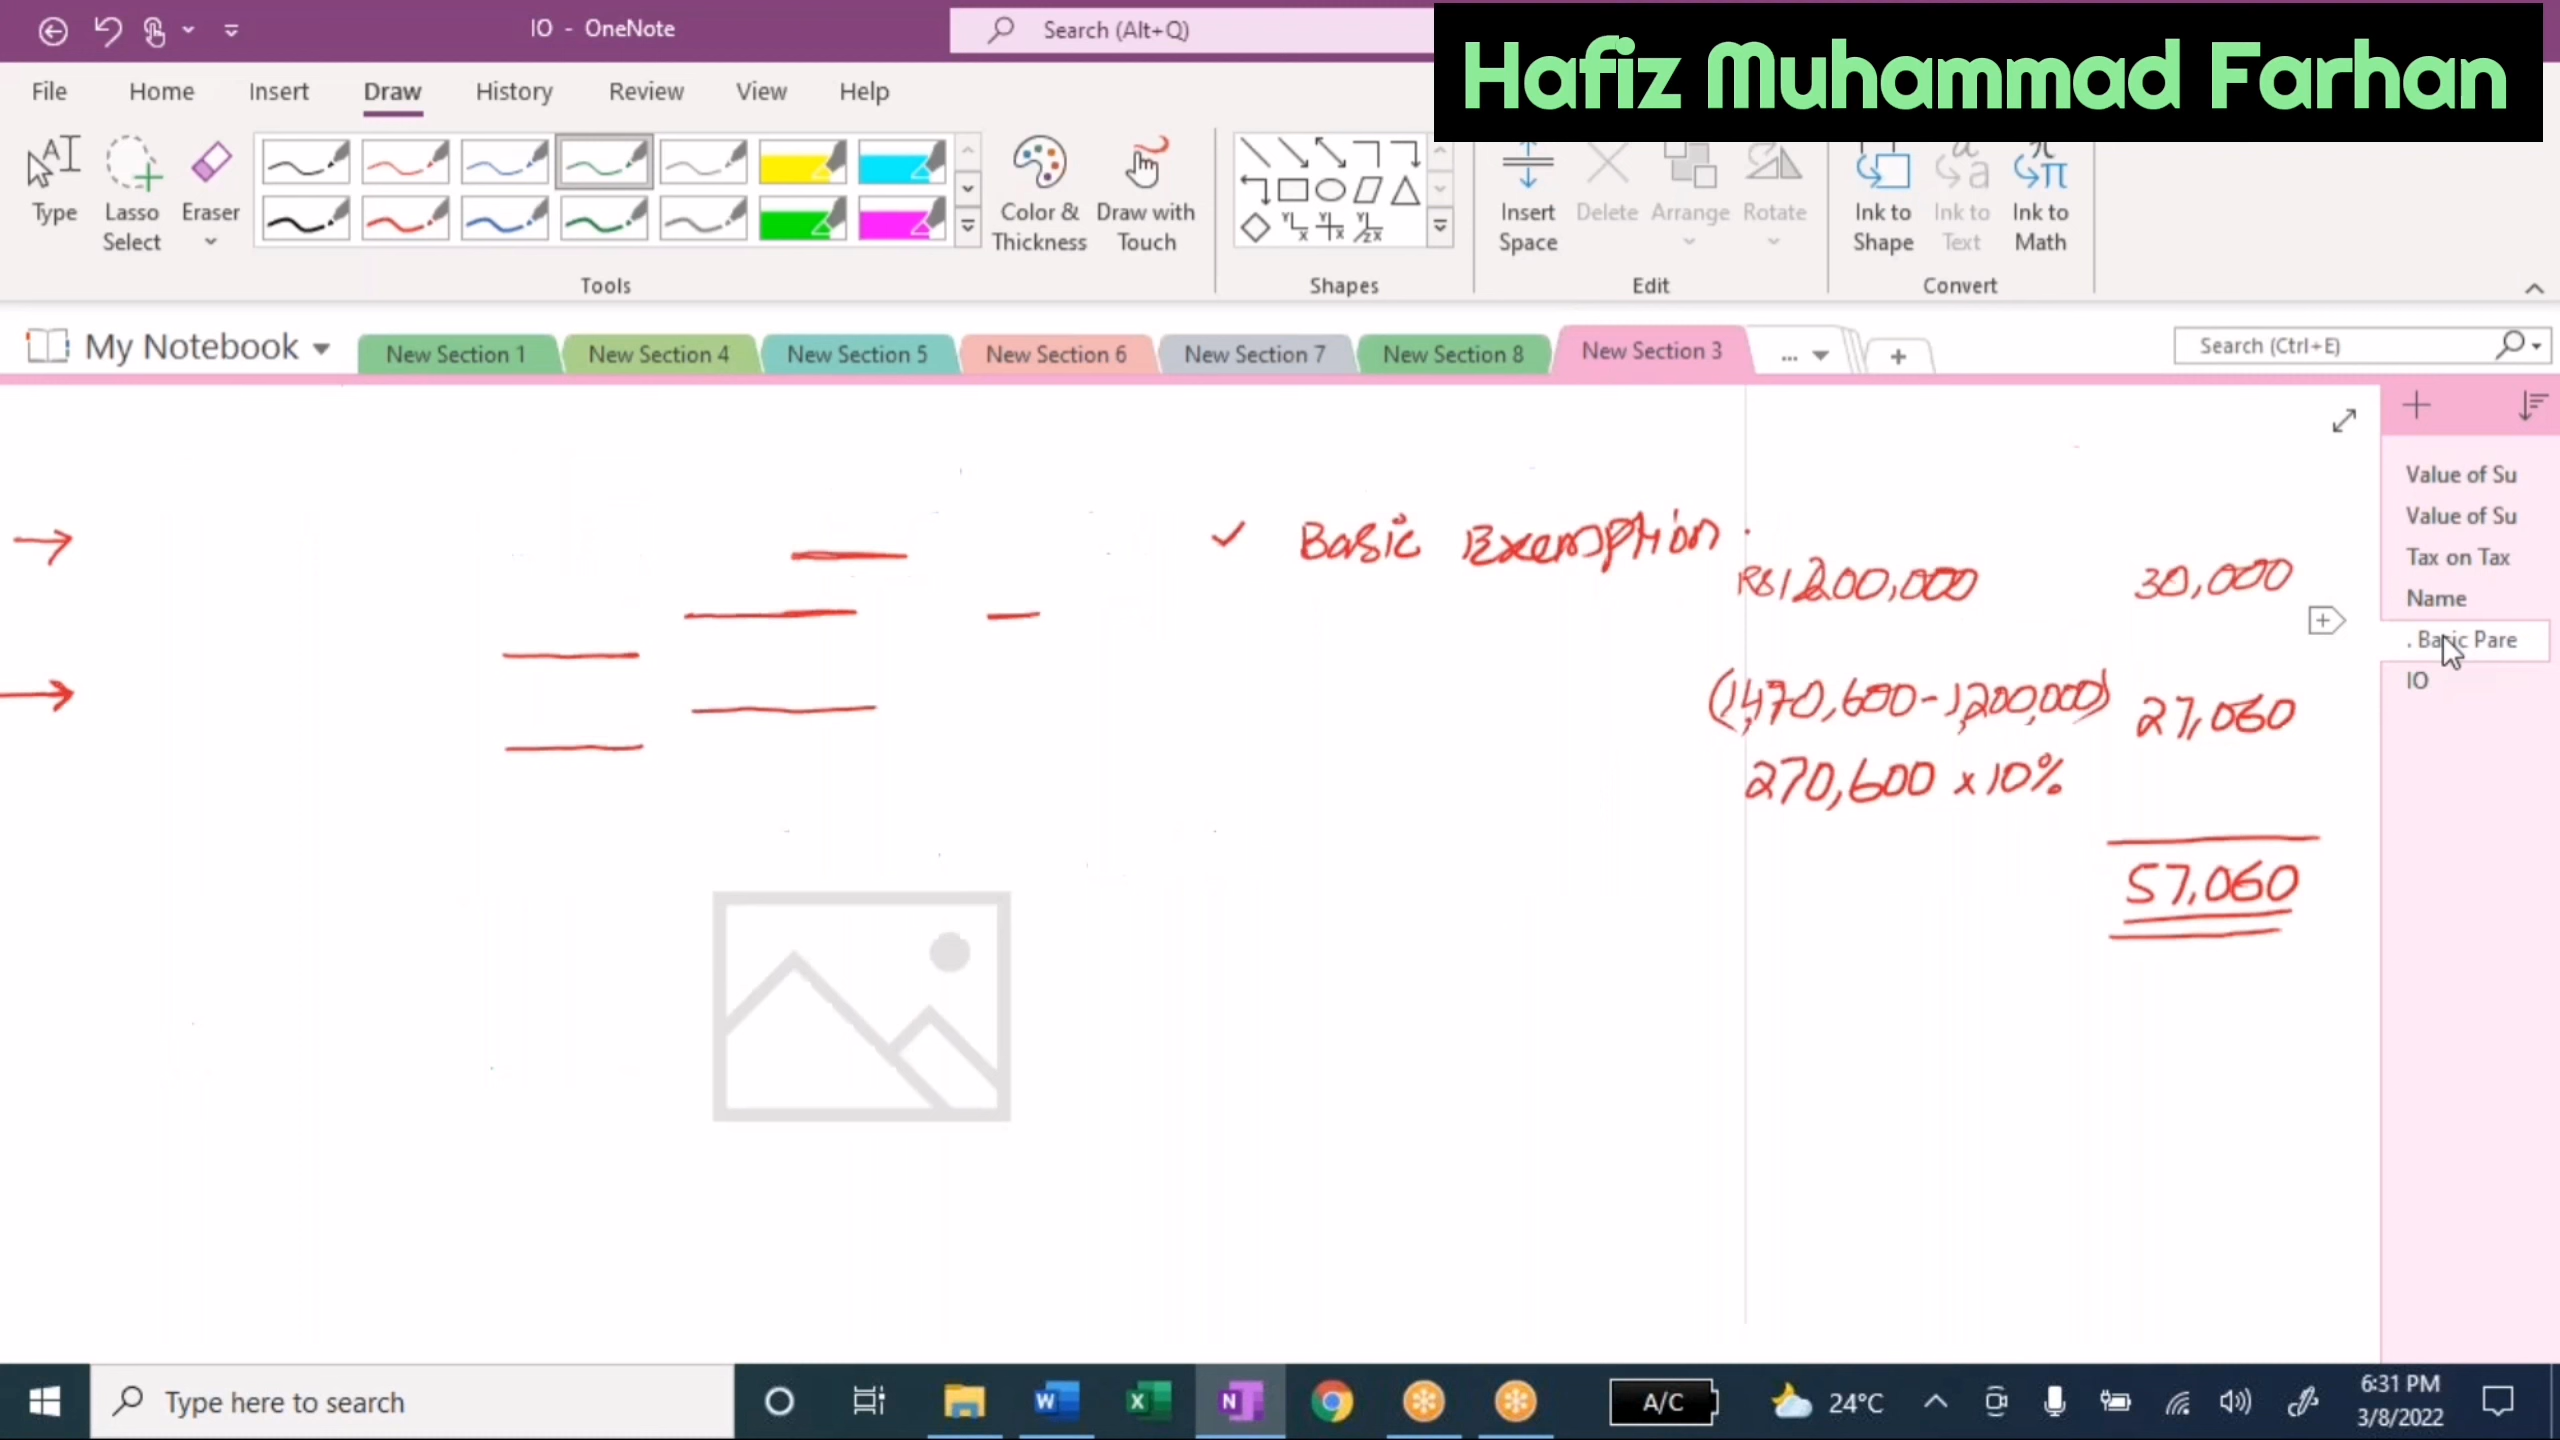 IO - OneNote
Search (Alt+Q)
Hafiz Muhammad Farhan
File Home Insert Draw History Review View Help
Type
Lasso Select
Eraser
Color & Thickness
Draw with Touch
Insert Space
Delete
Arrange
Rotate
Ink to Shape
Ink to Text
Ink to Math
Tools
Shapes
Edit
Convert
My Notebook
New Section 1
New Section 4
New Section 5
New Section 6
New Section 7
New Section 8
New Section 3
...
Search (Ctrl+E)
Value of Su
Value of Su
Tax on Tax
Name
. Basic Pare
IO
✓ Basic Exemption.
RS1200,000 30,000
(1,470,600-1,200,000) 27,060
270,600 x 10%
57,060
Type here to search
A/C
24°C
6:31 PM
3/8/2022